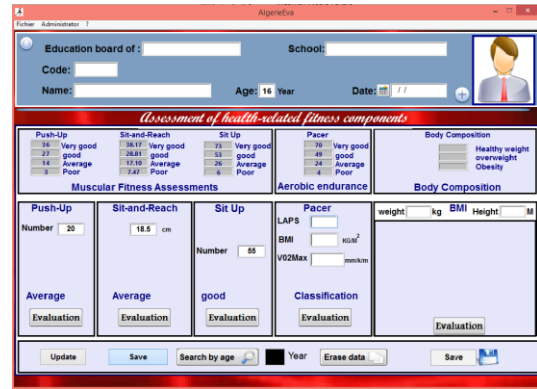 AlgerieEva
Fichier Administrator ?
Education board of : School:
Code:
Name: Age: 16 Year Date: / /
Assessment of health-related fitness components
Push-Up Sit-and-Reach Sit Up Pacer Body Composition
36 Very good 38.17 Very good 73 Very good 70 Very good Healthy weight
27 good 28.81 good 53 good 49 good overweight
14 Average 17.10 Average 26 Average 24 Average Obesity
3 Poor 7.47 Poor 6 Poor 4 Poor
Muscular Fitness Assessments Aerobic endurance Body Composition
Push-Up Sit-and-Reach Sit Up Pacer weight kg BMI Height M
Number 20 18.5 cm Number 55 LAPS
BMI KG/M²
V02Max mm/k/m
Average Average good Classification
Evaluation Evaluation Evaluation Evaluation Evaluation
Update Save Search by age Year Erase data Save